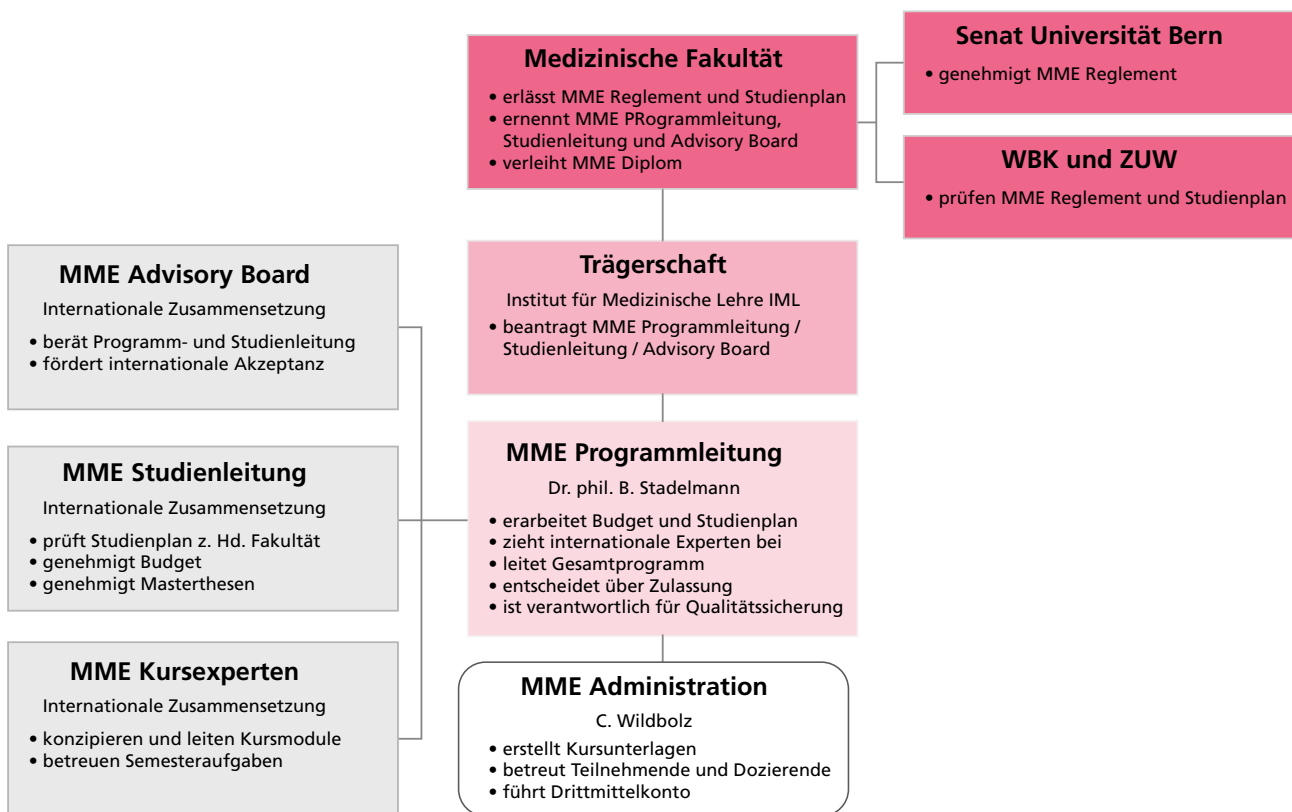 Medizinische Fakultät
• erlässt MME Reglement und Studienplan
• ernennt MME PRogrammleitung,
Studienleitung und Advisory Board
• verleiht MME Diplom
Senat Universität Bern
• genehmigt MME Reglement
WBK und ZUW
• prüfen MME Reglement und Studienplan
Trägerschaft
Institut für Medizinische Lehre IML
• beantragt MME Programmleitung /
Studienleitung / Advisory Board
MME Advisory Board
Internationale Zusammensetzung
• berät Programm- und Studienleitung
• fördert internationale Akzeptanz
MME Studienleitung
Internationale Zusammensetzung
• prüft Studienplan z. Hd. Fakultät
• genehmigt Budget
• genehmigt Masterthesen
MME Kursexperten
Internationale Zusammensetzung
• konzipieren und leiten Kursmodule
• betreuen Semesteraufgaben
MME Programmleitung
Dr. phil. B. Stadelmann
• erarbeitet Budget und Studienplan
• zieht internationale Experten bei
• leitet Gesamtprogramm
• entscheidet über Zulassung
• ist verantwortlich für Qualitätssicherung
MME Administration
C. Wildbolz
• erstellt Kursunterlagen
• betreut Teilnehmende und Dozierende
• führt Drittmittelkonto